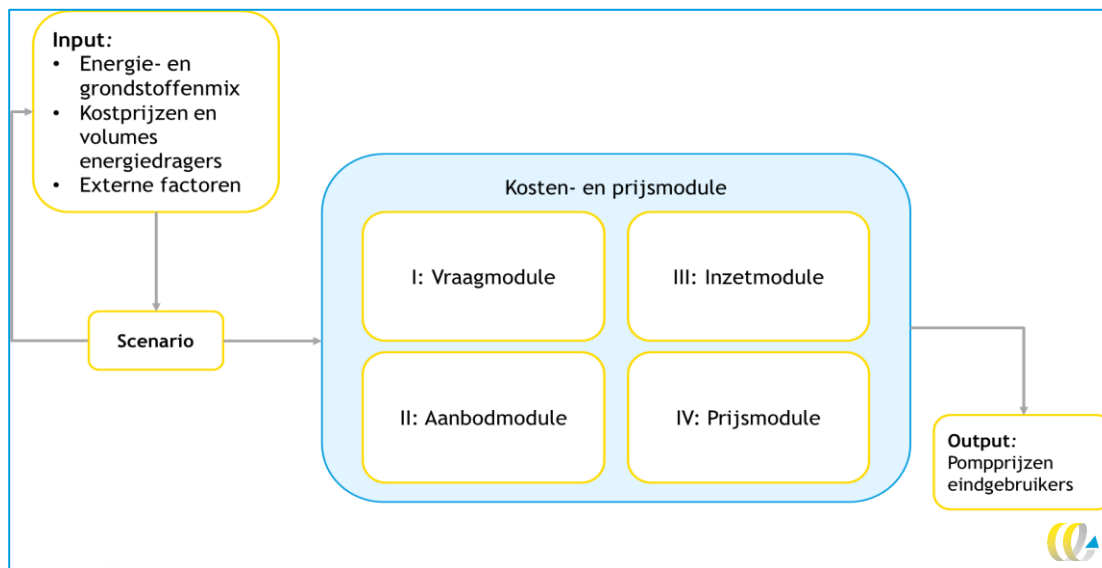 Input:
• Energie- en
grondstoffenmix
• Kostprijzen en
volumes
energiedragers
• Externe factoren
Scenario
Kosten- en prijsmodule
I: Vraagmodule
III: Inzetmodule
II: Aanbodmodule
IV: Prijsmodule
Output:
Pompprijzen
eindgebruikers